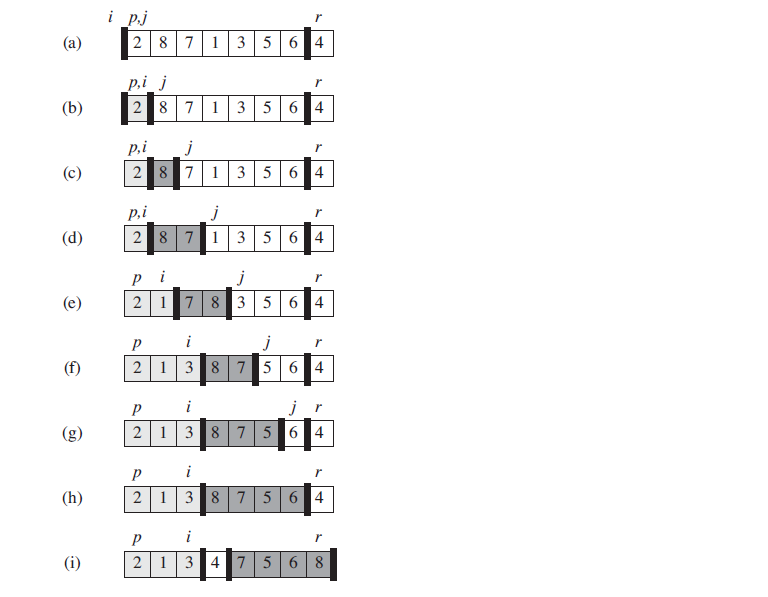 i p,j r
(a) 2 8 7 1 3 5 6 4
p,i j r
(b) 2 8 7 1 3 5 6 4
p,i j r
(c) 2 8 7 1 3 5 6 4
p,i j r
(d) 2 8 7 1 3 5 6 4
p i j r
(e) 2 1 7 8 3 5 6 4
p i j r
(f) 2 1 3 8 7 5 6 4
p i j r
(g) 2 1 3 8 7 5 6 4
p i r
(h) 2 1 3 8 7 5 6 4
p i r
(i) 2 1 3 4 7 5 6 8